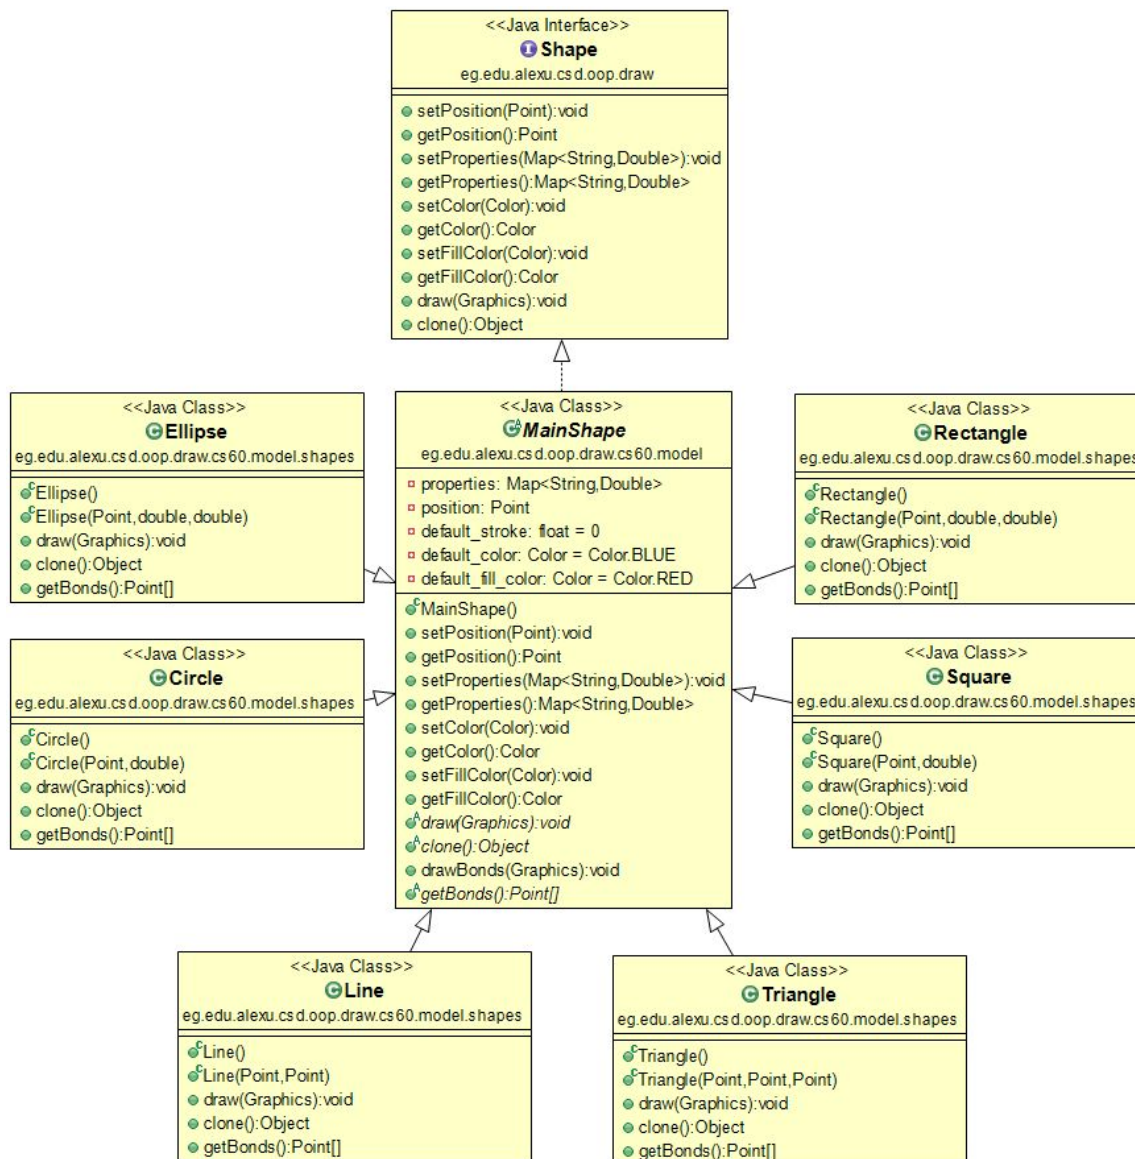 <<Java Interface>>
Shape
eg.edu.alexu.csd.oop.draw
setPosition(Point):void
getPosition():Point
setProperties(Map<String,Double>):void
getProperties():Map<String,Double>
setColor(Color):void
getColor():Color
setFillColor(Color):void
getFillColor():Color
draw(Graphics):void
clone():Object
<<Java Class>>
Ellipse
eg.edu.alexu.csd.oop.draw.cs60.model.shapes
Ellipse()
Ellipse(Point,double,double)
draw(Graphics):void
clone():Object
getBonds():Point[]
<<Java Class>>
MainShape
eg.edu.alexu.csd.oop.draw.cs60.model
properties: Map<String,Double>
position: Point
default_stroke: float = 0
default_color: Color = Color.BLUE
default_fill_color: Color = Color.RED
MainShape()
setPosition(Point):void
getPosition():Point
setProperties(Map<String,Double>):void
getProperties():Map<String,Double>
setColor(Color):void
getColor():Color
setFillColor(Color):void
getFillColor():Color
draw(Graphics):void
clone():Object
drawBonds(Graphics):void
getBonds():Point[]
<<Java Class>>
Rectangle
eg.edu.alexu.csd.oop.draw.cs60.model.shapes
Rectangle()
Rectangle(Point,double,double)
draw(Graphics):void
clone():Object
getBonds():Point[]
<<Java Class>>
Circle
eg.edu.alexu.csd.oop.draw.cs60.model.shapes
Circle()
Circle(Point,double)
draw(Graphics):void
clone():Object
getBonds():Point[]
<<Java Class>>
Square
eg.edu.alexu.csd.oop.draw.cs60.model.shapes
Square()
Square(Point,double)
draw(Graphics):void
clone():Object
getBonds():Point[]
<<Java Class>>
Line
eg.edu.alexu.csd.oop.draw.cs60.model.shapes
Line()
Line(Point,Point)
draw(Graphics):void
clone():Object
getBonds():Point[]
<<Java Class>>
Triangle
eg.edu.alexu.csd.oop.draw.cs60.model.shapes
Triangle()
Triangle(Point,Point,Point)
draw(Graphics):void
clone():Object
getBonds():Point[]